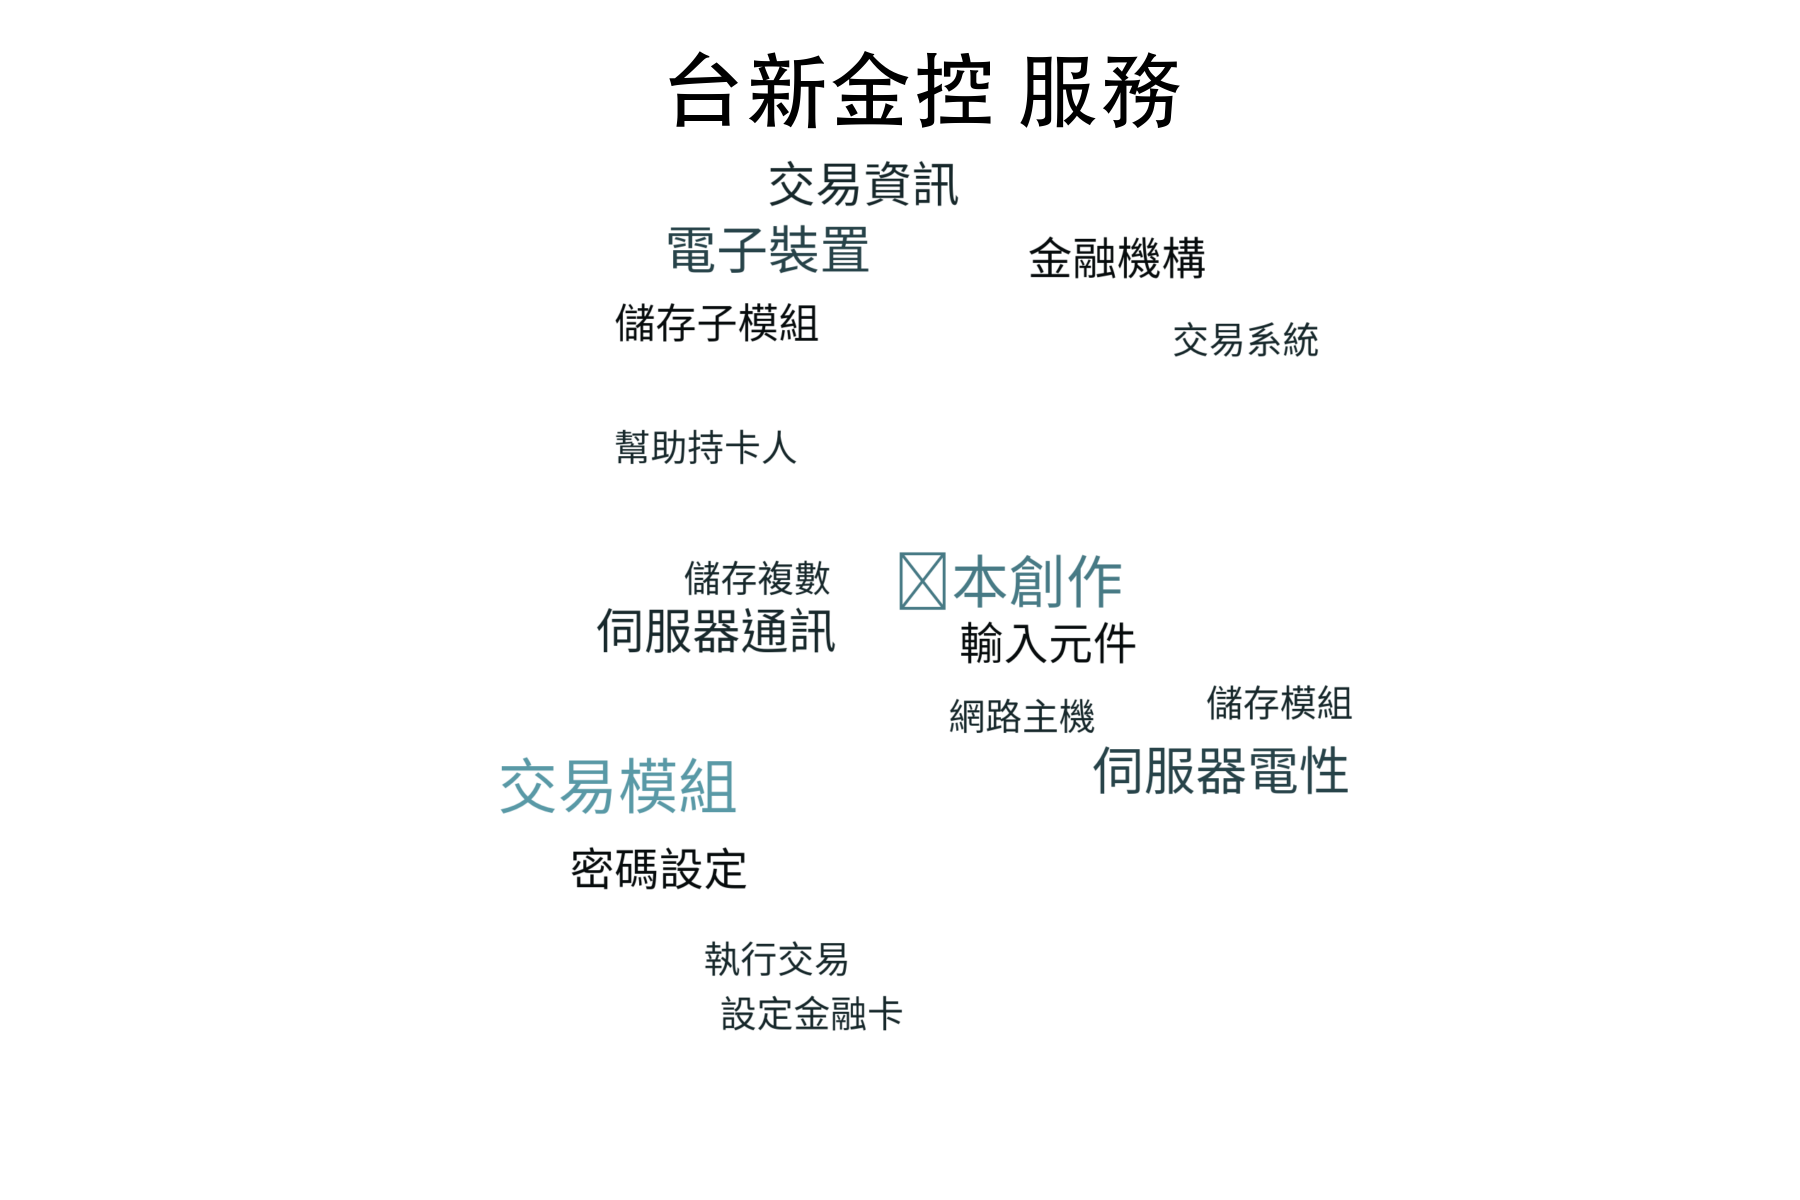 台新金控 服務
交易資訊
電子裝置
金融機構
儲存子模組
交易系統
幫助持卡人
儲存複數
本創作
伺服器通訊
輸入元件
儲存模組
網路主機
伺服器電性
交易模組
密碼設定
執行交易
設定金融卡